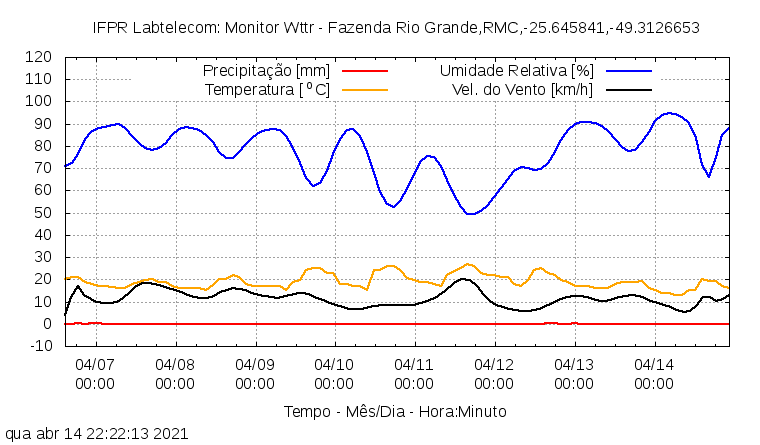 IFPR Labtelecom: Monitor Wttr - Fazenda Rio Grande,RMC,-25.645841,-49.3126653
120
110
100
90
80
70
60
50
40
30
20
10
0
-10
Precipitação [mm]
Temperatura [⁰C]
Umidade Relativa [%]
Vel. do Vento [km/h]
04/07 04/08 04/09 04/10 04/11 04/12 04/13 04/14
00:00 00:00 00:00 00:00 00:00 00:00 00:00 00:00
Tempo - Mês/Dia - Hora:Minuto
qua abr 14 22:22:13 2021